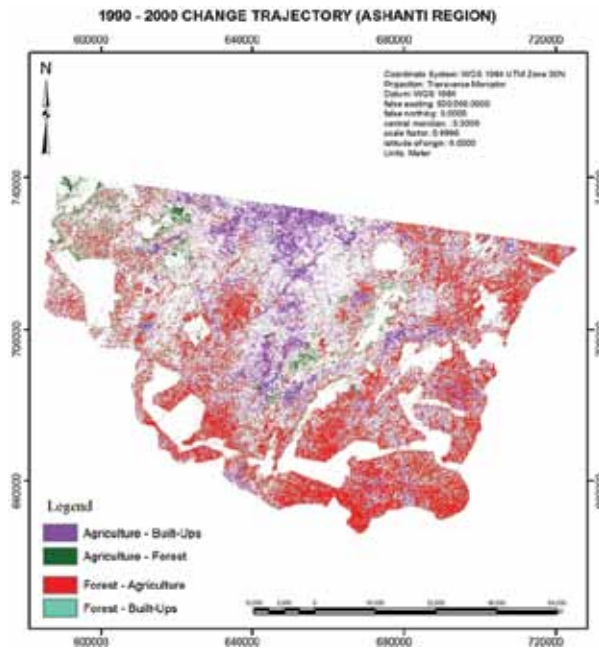 1990 - 2000 CHANGE TRAJECTORY (ASHANTI REGION)
600000 640000 680000 720000
N
Coordinate System: WGS 1984 UTM Zone 30N
Projection: Transverse Mercator
Datum: WGS 1984
false easting: 500,000.0000
false northing: 0.0000
central meridian: -3.0000
scale factor: 0.9996
latitude of origin: 0.0000
Units: Meter
740000
740000
700000
700000
660000
660000
Legend
Agriculture - Built-Ups
Agriculture - Forest
Forest - Agriculture
Forest - Built-Ups
600000 640000 680000 720000